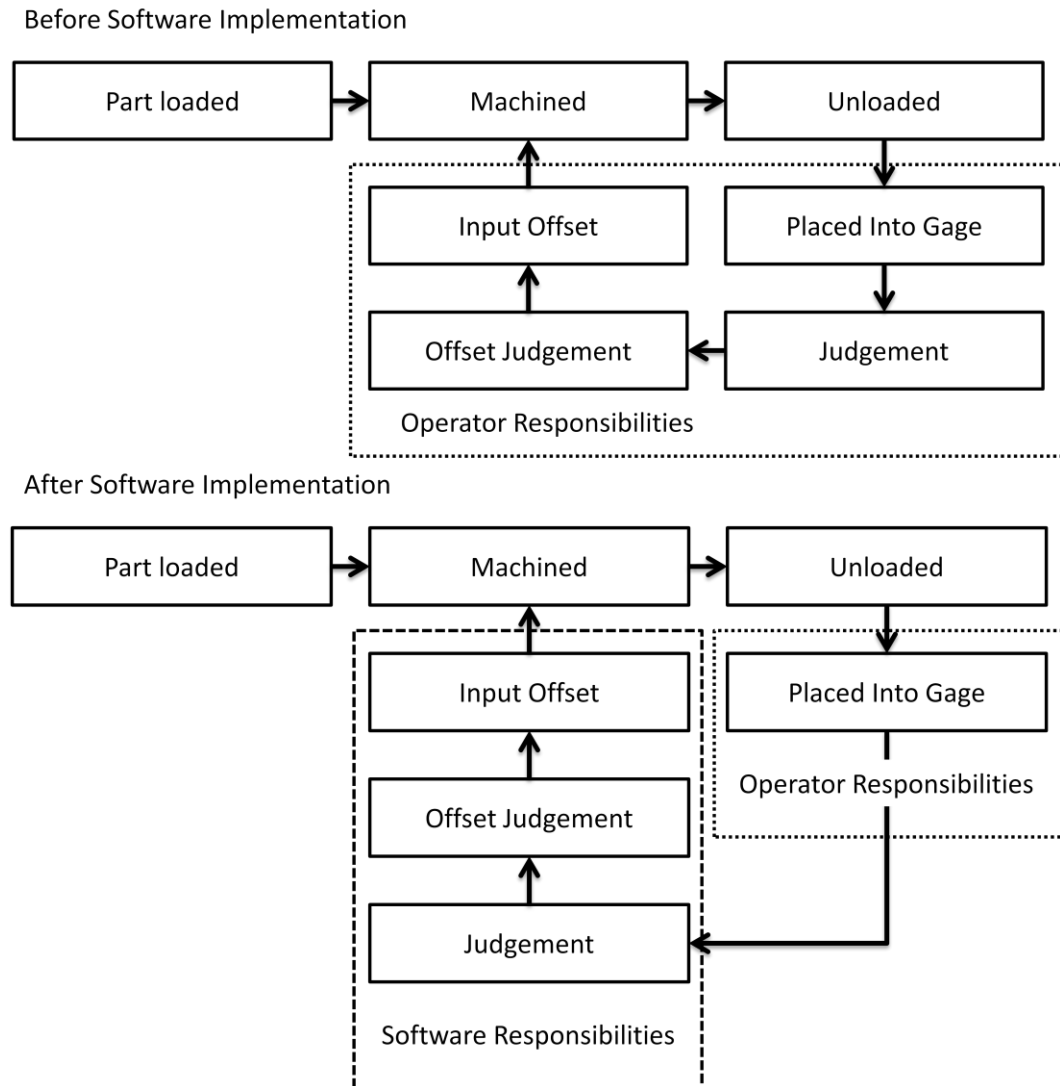 Before Software Implementation
Part loaded
Machined
Unloaded
Input Offset
Placed Into Gage
Offset Judgement
Judgement
Operator Responsibilities
After Software Implementation
Part loaded
Machined
Unloaded
Input Offset
Placed Into Gage
Operator Responsibilities
Offset Judgement
Judgement
Software Responsibilities